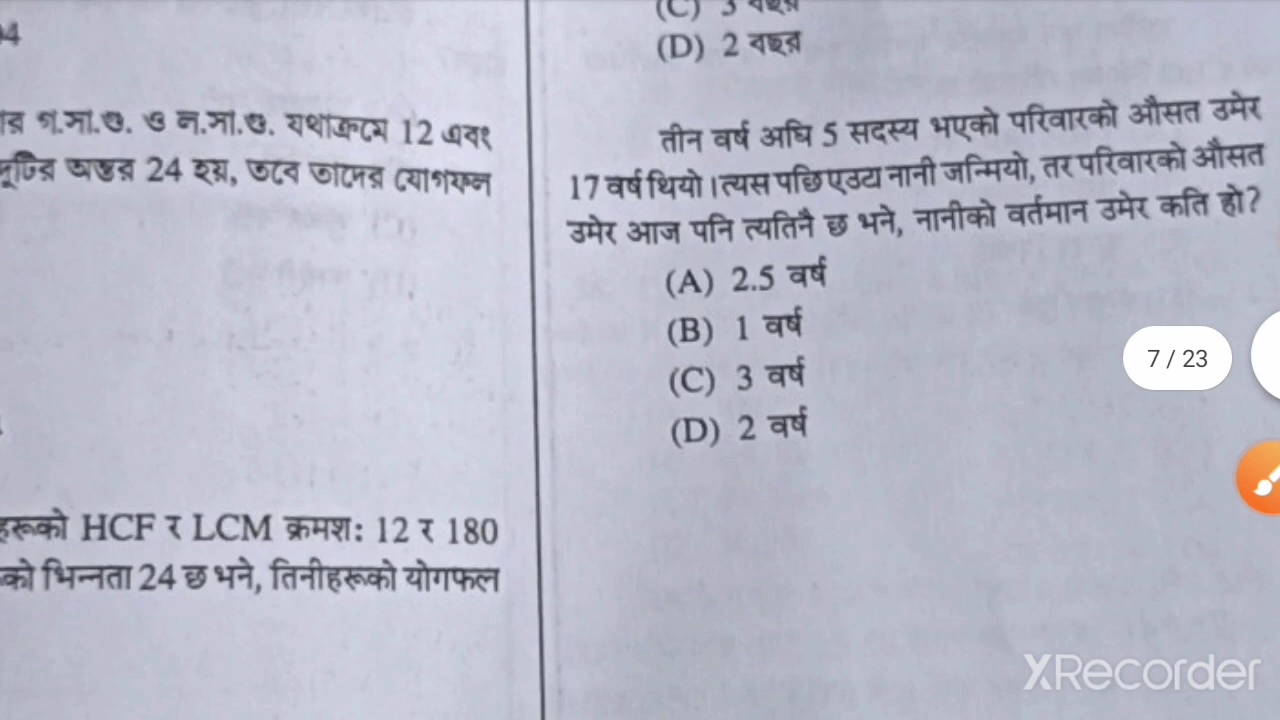 04
গ.সা.গু. ও ল.সা.গু. যথাক্রমে 12 এবং
অন্তর 24 হয়, তবে তাদের যোগফল
হরूको HCF र LCM क्रमशः 12 र 180
को भिन्नता 24 छ भने, तिनीहरूको योगफल
(C) 3 বছর
(D) 2 বছর
तीन वर्ष अघि 5 सदस्य भएको परिवारको औसत उमेर
17 वर्ष थियो । त्यस पछि एउटा नानी जन्मियो, तर परिवारको औसत
उमेर आज पनि त्यतिनै छ भने, नानीको वर्तमान उमेर कति हो?
(A) 2.5 वर्ष
(B) 1 वर्ष
(C) 3 वर्ष
(D) 2 वर्ष
7 / 23
XRecorder